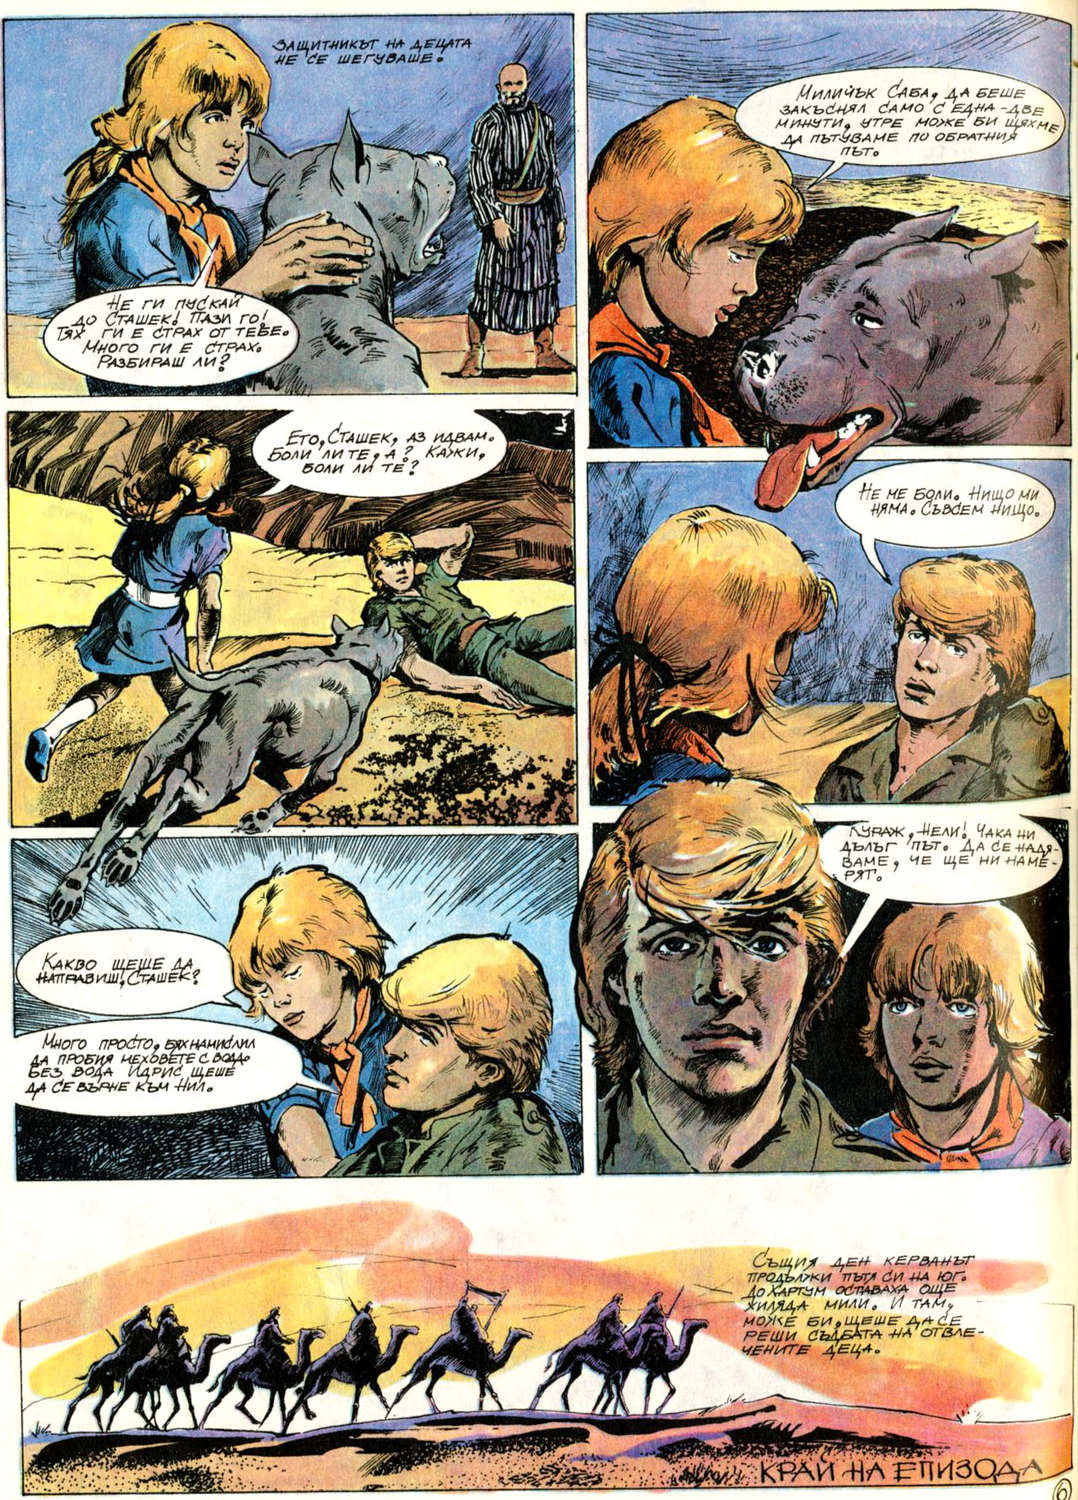 ЗАЩИТНИКЪТ НА ДЕЦАТА
НЕ СЕ ШЕГУВАШЕ.
НЕ ГИ ПУСКАЙ
ДО СТАШЕК! ПАЗИ ГО!
ТЯХ ГИ Е СТРАХ ОТ ТЕБЕ.
МНОГО ГИ Е СТРАХ.
РАЗБИРАШ ЛИ?
МИЛИЧЪК САБА, ДА БЕШЕ
ЗАКЪСНЯЛ САМО С ЕДНА-ДВЕ
МИНУТИ, УТРЕ МОЖЕ БИ ЩЯХМЕ
ДА ПЪТУВАМЕ ПО ОБРАТНИЯ
ПЪТ.
ЕТО, СТАШЕК, АЗ ИДВАМ.
БОЛИ ЛИ ТЕ, А? КАЖИ,
БОЛИ ЛИ ТЕ?
НЕ МЕ БОЛИ. НИЩО МИ
НЯМА. СЪВСЕМ НИЩО.
КАКВО ЩЕШЕ ДА
НАПРАВИШ, СТАШЕК?
МНОГО ПРОСТО, БЯХ НАМИСЛИЛ
ДА ПРОБИЯ МЕХОВЕТЕ С ВОДА.
БЕЗ ВОДА ИДРИС ЩЕШЕ
ДА СЕ ВЪРНЕ КЪМ НИЛ.
КУРАЖ, НЕЛИ! ЧАКА НИ
ДЪЛЪГ ПЪТ. ДА СЕ НАДЯ-
ВАМЕ, ЧЕ ЩЕ НИ НАМЕ-
РЯТ.
СЪЩИЯ ДЕН КЕРВАНЪТ
ПРОДЪЛЖИ ПЪТЯ СИ НА ЮГ.
ДО ХАРТУМ ОСТАВАХА ОЩЕ
ХИЛЯДА МИЛИ. И ТАМ,
МОЖЕ БИ, ЩЕШЕ ДА СЕ
РЕШИ СЪДБАТА НА ОТВЛЕ-
ЧЕНИТЕ ДЕЦА.
КРАЙ НА ЕПИЗОДА
6